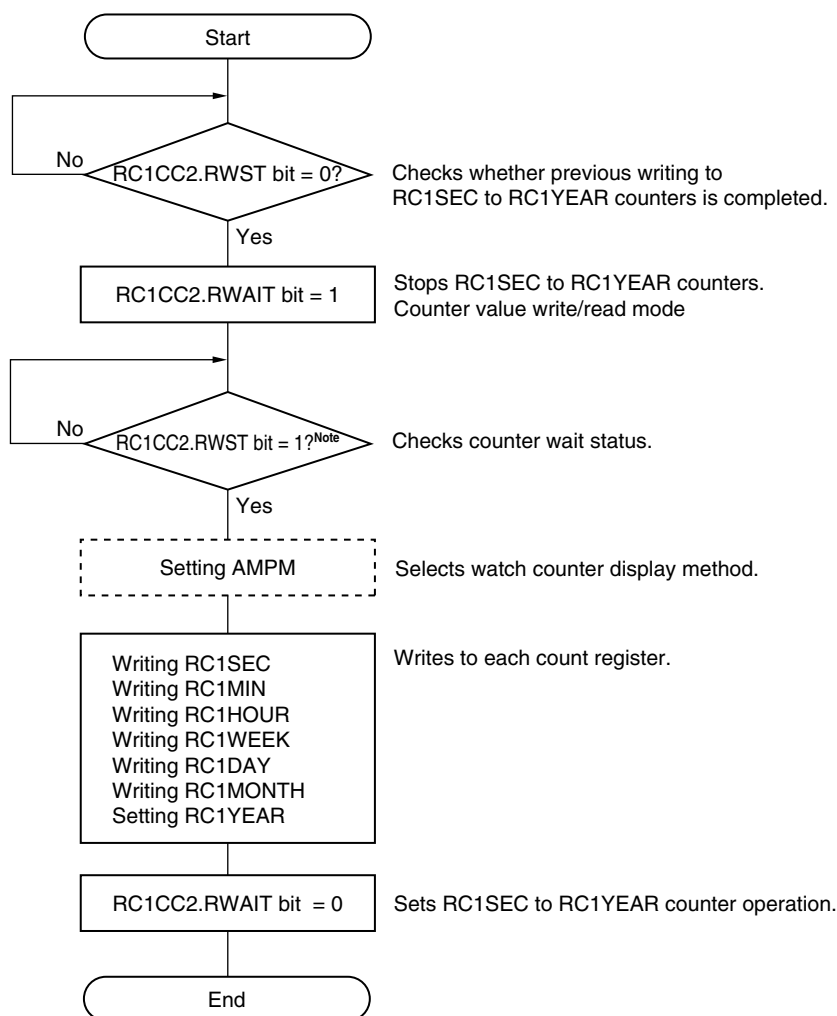 Start
No
RC1CC2.RWST bit = 0?
Checks whether previous writing to
RC1SEC to RC1YEAR counters is completed.
Yes
RC1CC2.RWAIT bit = 1
Stops RC1SEC to RC1YEAR counters.
Counter value write/read mode
No
RC1CC2.RWST bit = 1?Note
Checks counter wait status.
Yes
Setting AMPM
Selects watch counter display method.
Writing RC1SEC
Writes to each count register.
Writing RC1MIN
Writing RC1HOUR
Writing RC1WEEK
Writing RC1DAY
Writing RC1MONTH
Setting RC1YEAR
RC1CC2.RWAIT bit = 0
Sets RC1SEC to RC1YEAR counter operation.
End